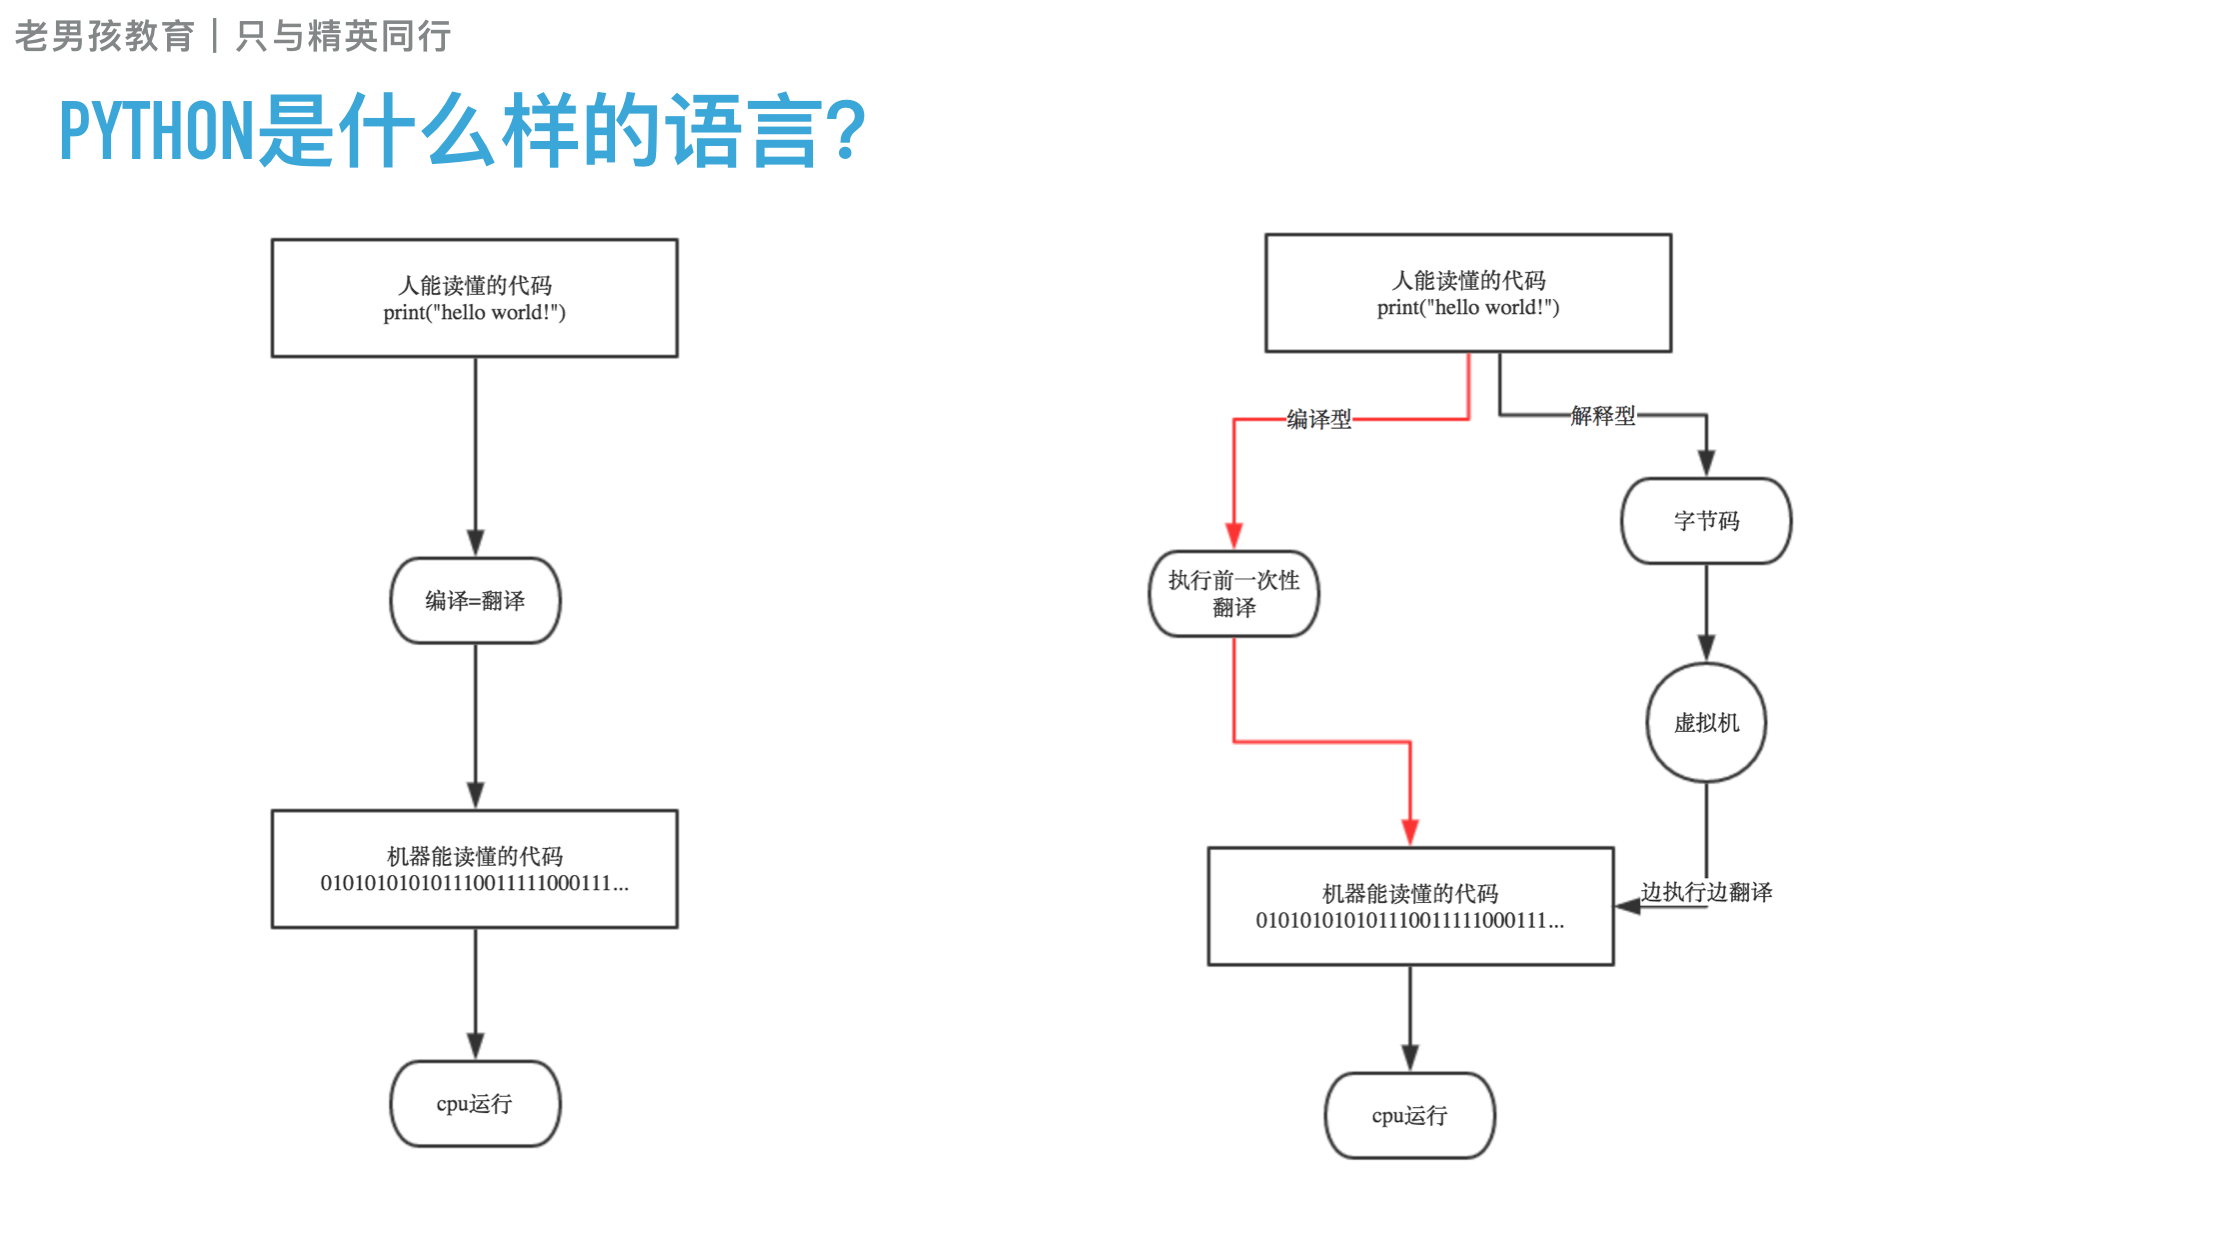 老男孩教育｜只与精英同行
PYTHON是什么样的语言?
人能读懂的代码
print("hello world!")
编译=翻译
机器能读懂的代码
0101010101011100111110001​11...
cpu运行
人能读懂的代码
print("hello world!")
编译型
解释型
字节码
执行前一次性
翻译
虚拟机
边执行边翻译
机器能读懂的代码
010101010101110011111000111...
cpu运行